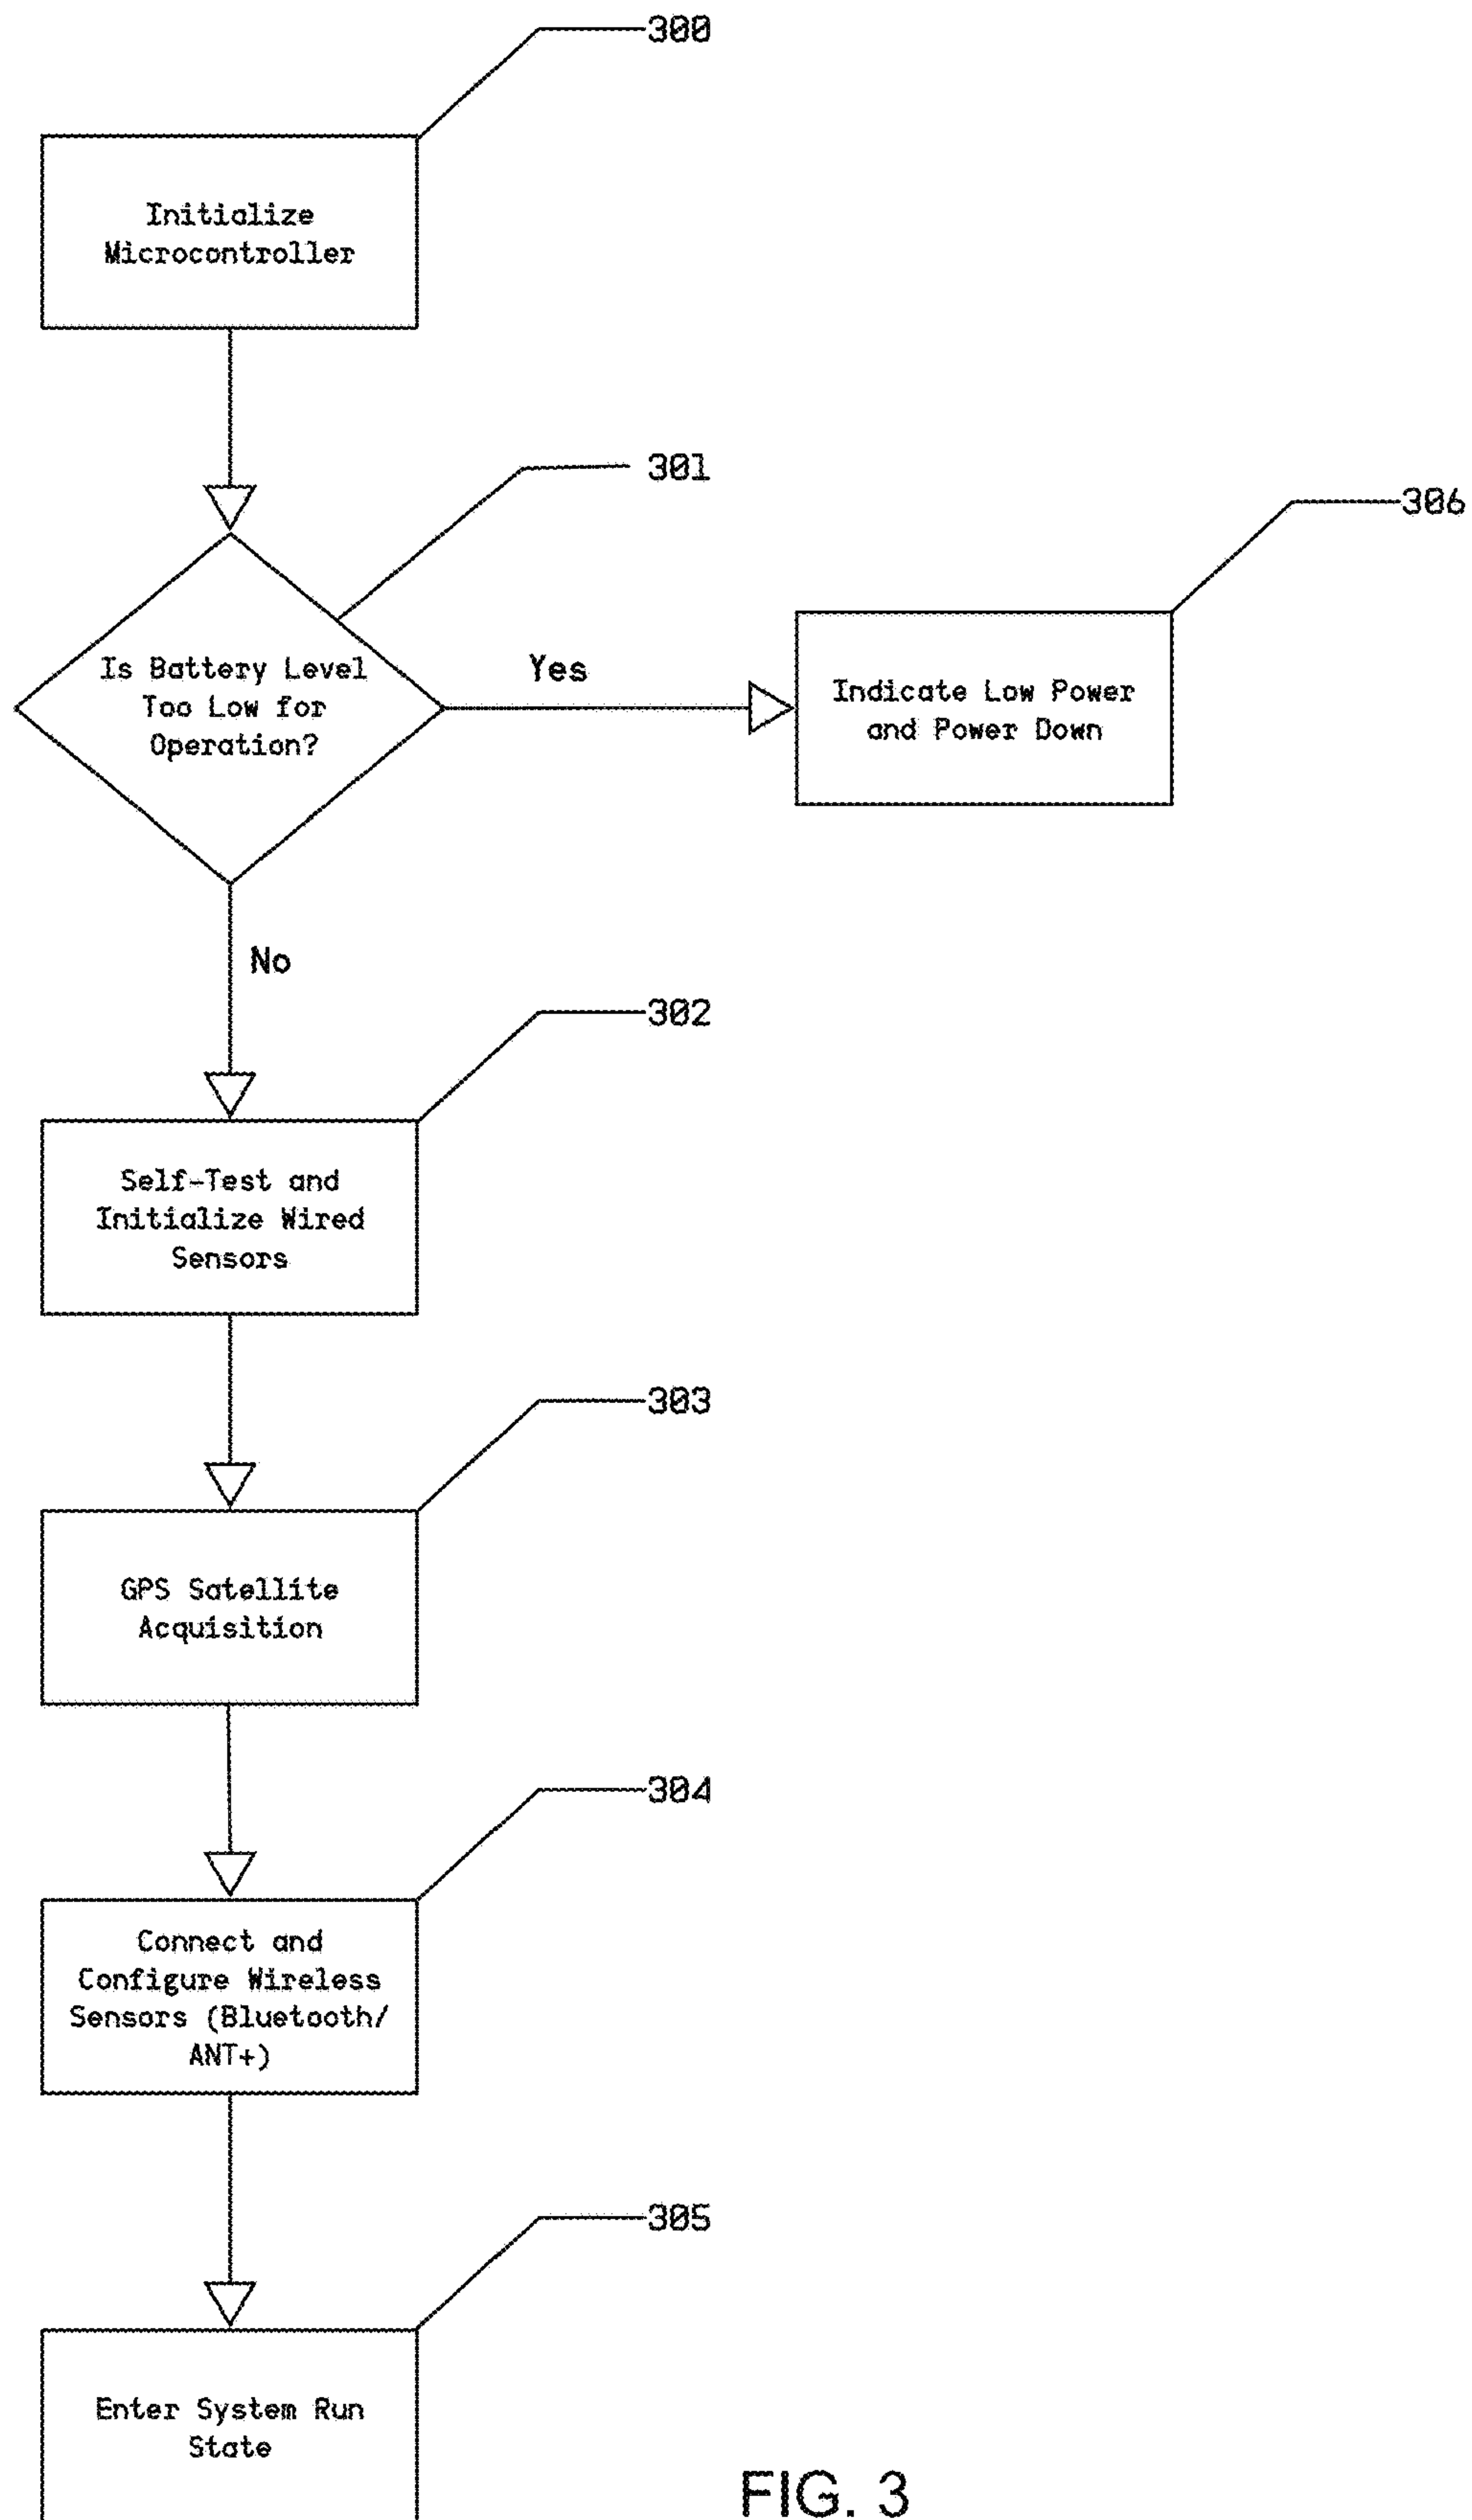 300
Initialize
Microcontroller
301
306
Is Battery Level
Too Low for
Operation?
Yes
Indicate Low Power
and Power Down
No
302
Self-Test and
Initialize Wired
Sensors
303
GPS Satellite
Acquisition
304
Connect and
Configure Wireless
Sensors (Bluetooth/
ANT+)
305
Enter System Run
State
FIG. 3